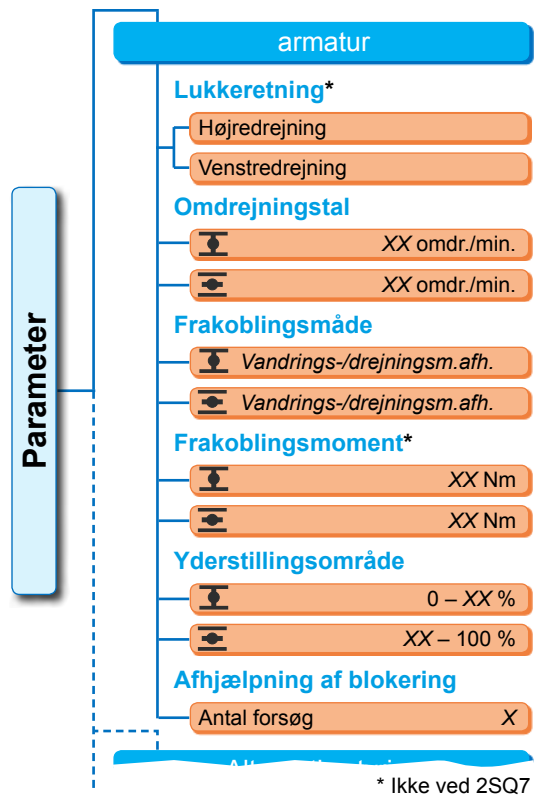 armatur
Lukkeretning*
Højredrejning
Venstredrejning
Omdrejningstal
XX omdr./min.
XX omdr./min.
Frakoblingsmåde
Vandrings-/drejningsm.afh.
Vandrings-/drejningsm.afh.
Frakoblingsmoment*
XX Nm
XX Nm
Yderstillingsområde
0 – XX %
XX – 100 %
Afhjælpning af blokering
Antal forsøg X
Parameter
* Ikke ved 2SQ7